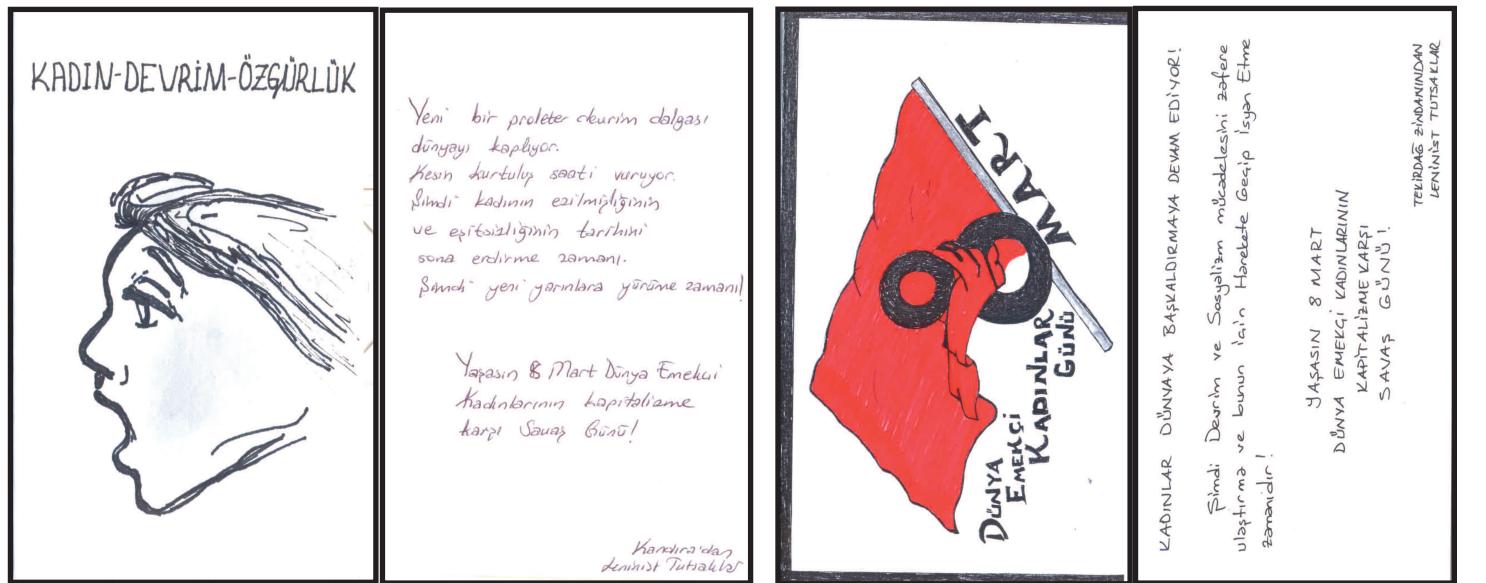 KADIN-DEVRİM-ÖZGÜRLÜK
Yeni bir proleter devrim dalgası
dünyayı kaplıyor.
Kesin kurtuluş saati vuruyor.
Şimdi kadının ezilmişliğinin
ve eşitsizliğinin tarihini
sona erdirme zamanı.
Şimdi yeni yarınlara yürüme zamanı!
Yaşasın 8 Mart Dünya Emekçi
Kadınlarının kapitalizme
karşı Savaş Günü!
Kandıra'dan
Leninist Tutsaklar
8 MART
DÜNYA
EMEKÇİ
KADINLAR
GÜNÜ
KADINLAR DÜNYAYA BAŞKALDIRMAYA DEVAM EDİYOR!
Şimdi Devrim ve Sosyalizm mücadelesini zafere
ulaştırma ve bunun için Harekete Geçip İsyan Etme
zamanıdır!
YAŞASIN 8 MART
DÜNYA EMEKÇİ KADINLARININ
KAPİTALİZME KARŞI
SAVAŞ GÜNÜ!
TEKİRDAĞ ZİNDANINDAN
LENİNİST TUTSAKLAR